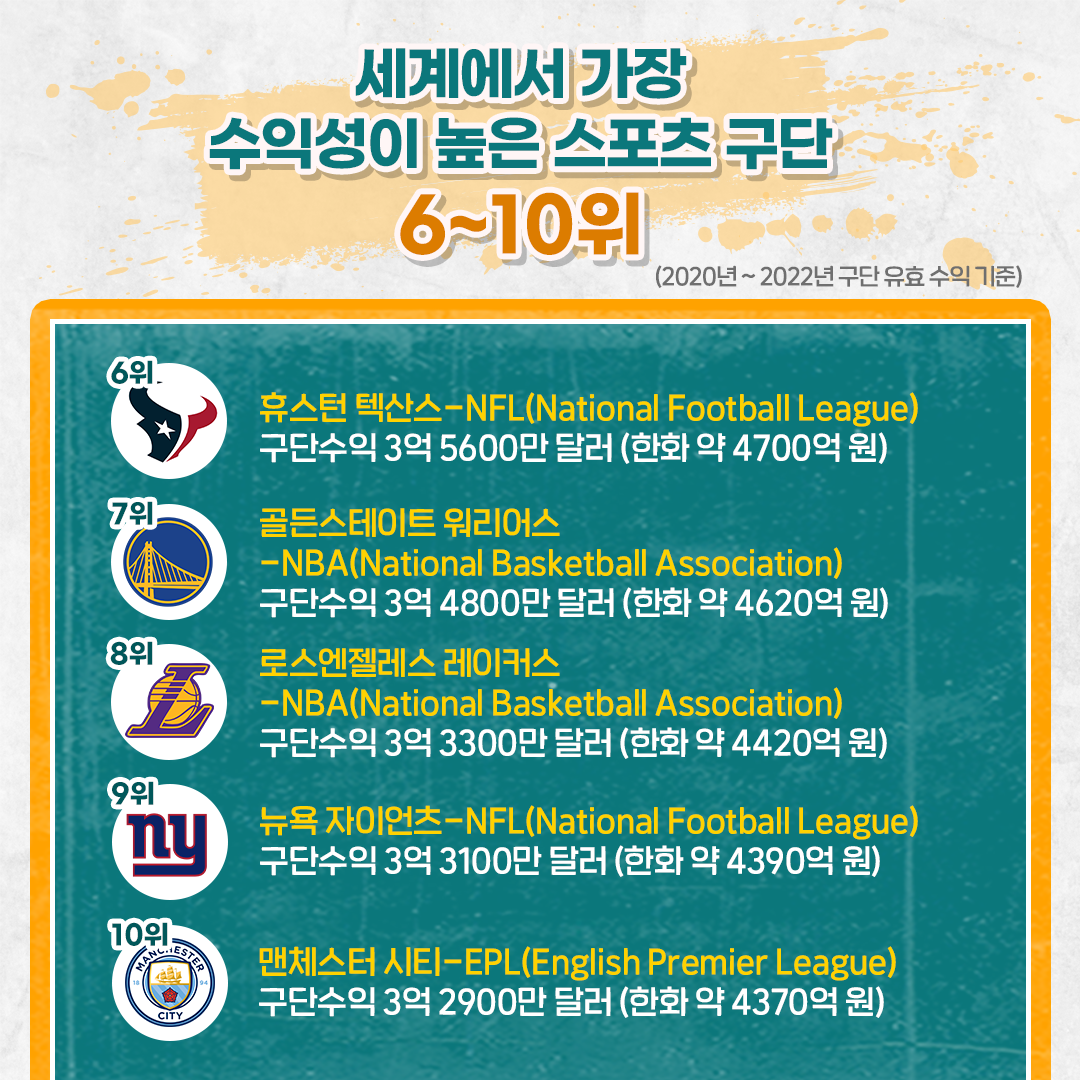 세계에서 가장
수익성이 높은 스포츠 구단
6~10위
(2020년 ~ 2022년 구단 유효 수익 기준)
6위
휴스턴 텍산스-NFL(National Football League)
구단수익 3억 5600만 달러 (한화 약 4700억 원)
7위
골든스테이트 워리어스
-NBA(National Basketball Association)
구단수익 3억 4800만 달러 (한화 약 4620억 원)
8위
로스엔젤레스 레이커스
-NBA(National Basketball Association)
구단수익 3억 3300만 달러 (한화 약 4420억 원)
9위
ny
뉴욕 자이언츠-NFL(National Football League)
구단수익 3억 3100만 달러 (한화 약 4390억 원)
10위
MANCHESTER
18 94
CITY
맨체스터 시티-EPL(English Premier League)
구단수익 3억 2900만 달러 (한화 약 4370억 원)